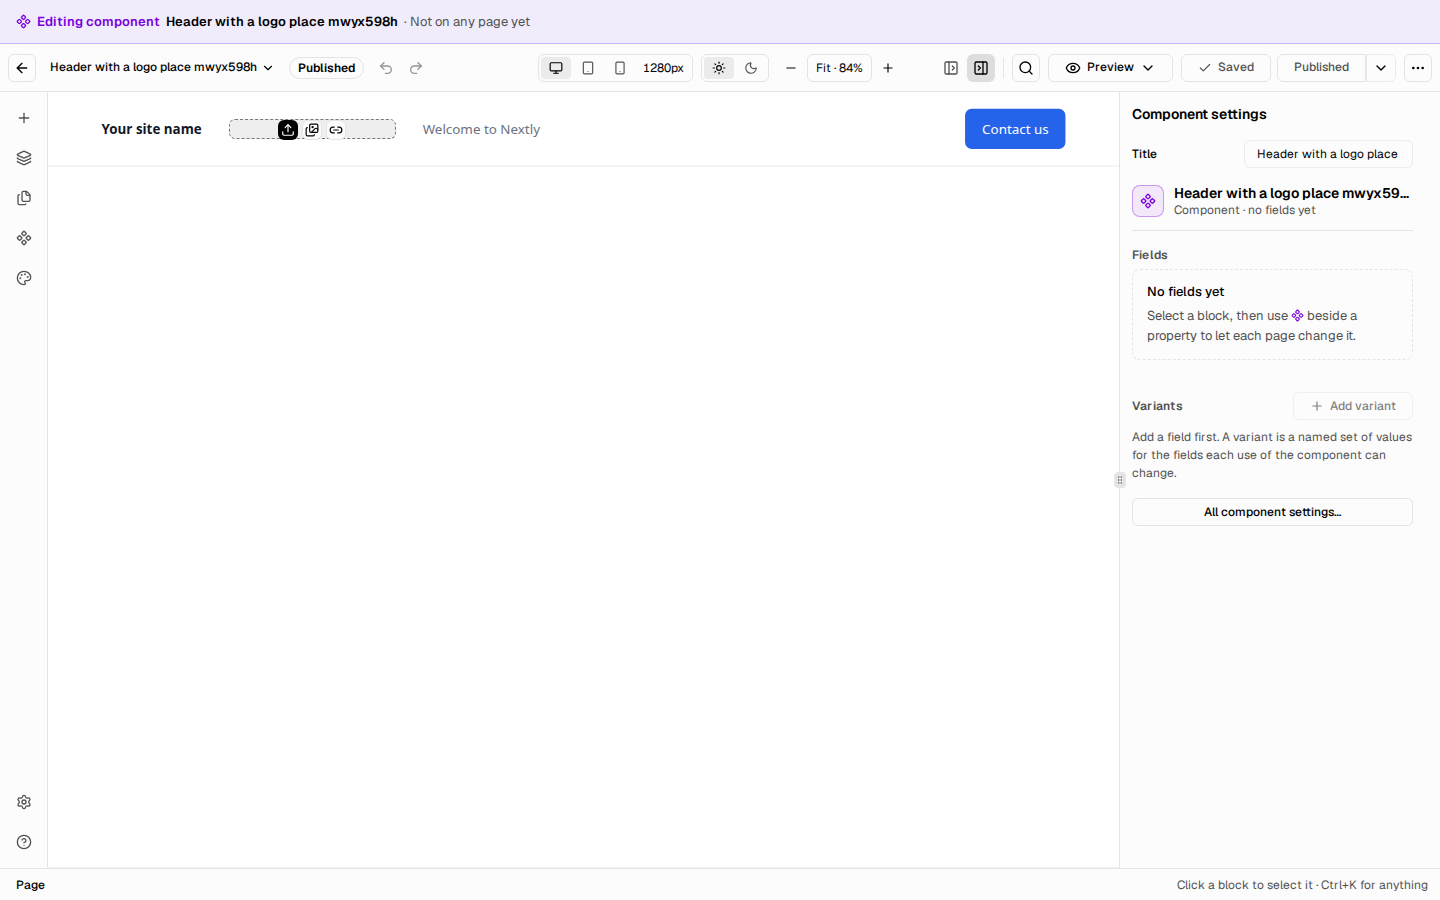 Editing component Header with a logo place mwyx598h · Not on any page yet
Header with a logo place mwyx598h
Published
1280px
Fit · 84%
Preview
Saved
Published
Your site name
Welcome to Nextly
Contact us
Component settings
Title
Header with a logo place
Header with a logo place mwyx59...
Component · no fields yet
Fields
No fields yet
Select a block, then use beside a
property to let each page change it.
Variants
Add variant
Add a field first. A variant is a named set of values
for the fields each use of the component can
change.
All component settings...
Page
Click a block to select it · Ctrl+K for anything